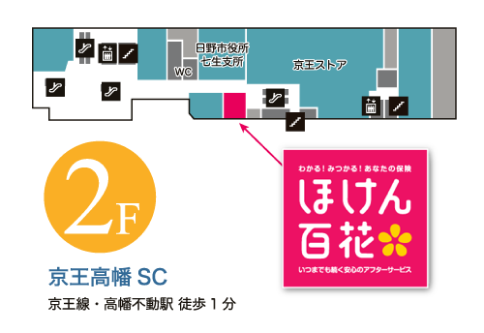 日野市役所
七生支所
WC
京王ストア
2F
わかる!みつかる!あなたの保険
ほけん
百花
いつまでも続く安心のアフターサービス
京王高幡 SC
京王線・高幡不動駅 徒歩1分